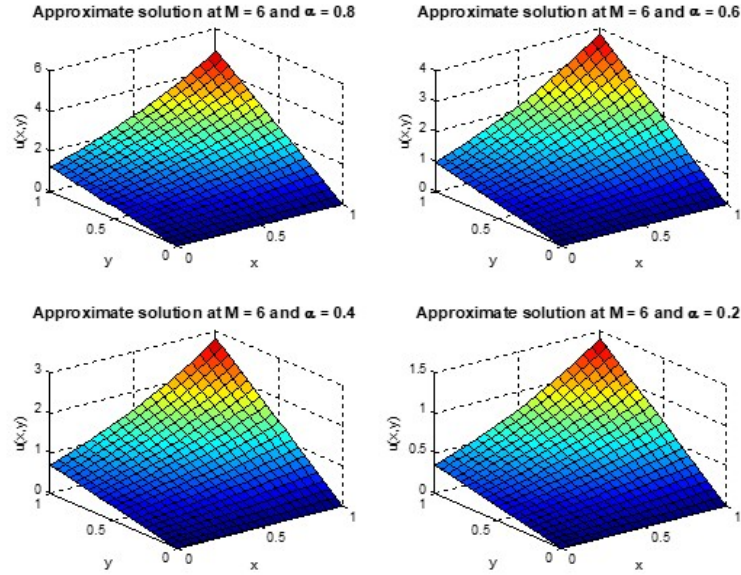 Approximate solution at M = 6 and α = 0.8
6
4
2
0
u(x,y)
1
0.5
0
y
0
0.5
1
x
Approximate solution at M = 6 and α = 0.6
4
3
2
1
0
u(x,y)
1
0.5
0
y
0
0.5
1
x
Approximate solution at M = 6 and α = 0.4
3
2
1
0
u(x,y)
1
0.5
0
y
0
0.5
1
x
Approximate solution at M = 6 and α = 0.2
1.5
1
0.5
0
u(x,y)
1
0.5
0
y
0
0.5
1
x